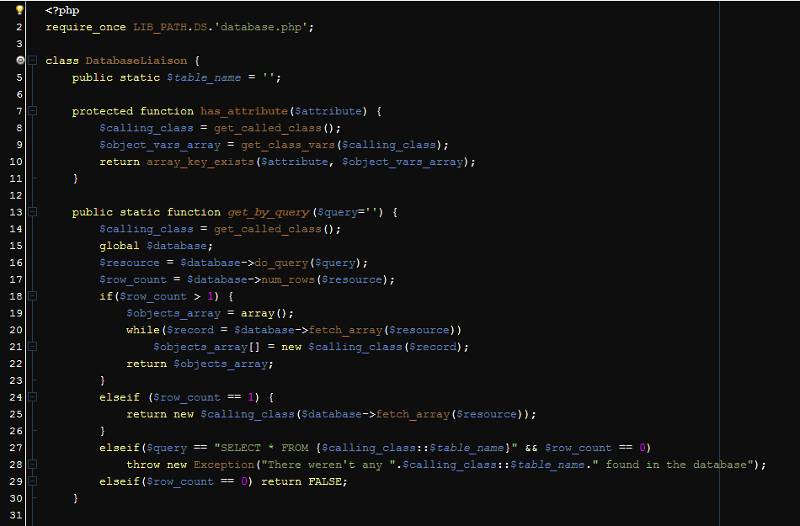 <?php
2 require_once LIB_PATH.DS.'database.php';
3
class DatabaseLiaison {
5 public static $table_name = '';
6
7 protected function has_attribute($attribute) {
8 $calling_class = get_called_class();
9 $object_vars_array = get_class_vars($calling_class);
10 return array_key_exists($attribute, $object_vars_array);
11 }
12
13 public static function get_by_query($query='') {
14 $calling_class = get_called_class();
15 global $database;
16 $resource = $database->do_query($query);
17 $row_count = $database->num_rows($resource);
18 if($row_count > 1) {
19 $objects_array = array();
20 while($record = $database->fetch_array($resource))
21 $objects_array[] = new $calling_class($record);
22 return $objects_array;
23 }
24 elseif ($row_count == 1) {
25 return new $calling_class($database->fetch_array($resource));
26 }
27 elseif($query == "SELECT * FROM {$calling_class::$table_name}" && $row_count == 0)
28 throw new Exception("There weren't any ".$calling_class::$table_name." found in the database");
29 elseif($row_count == 0) return FALSE;
30 }
31